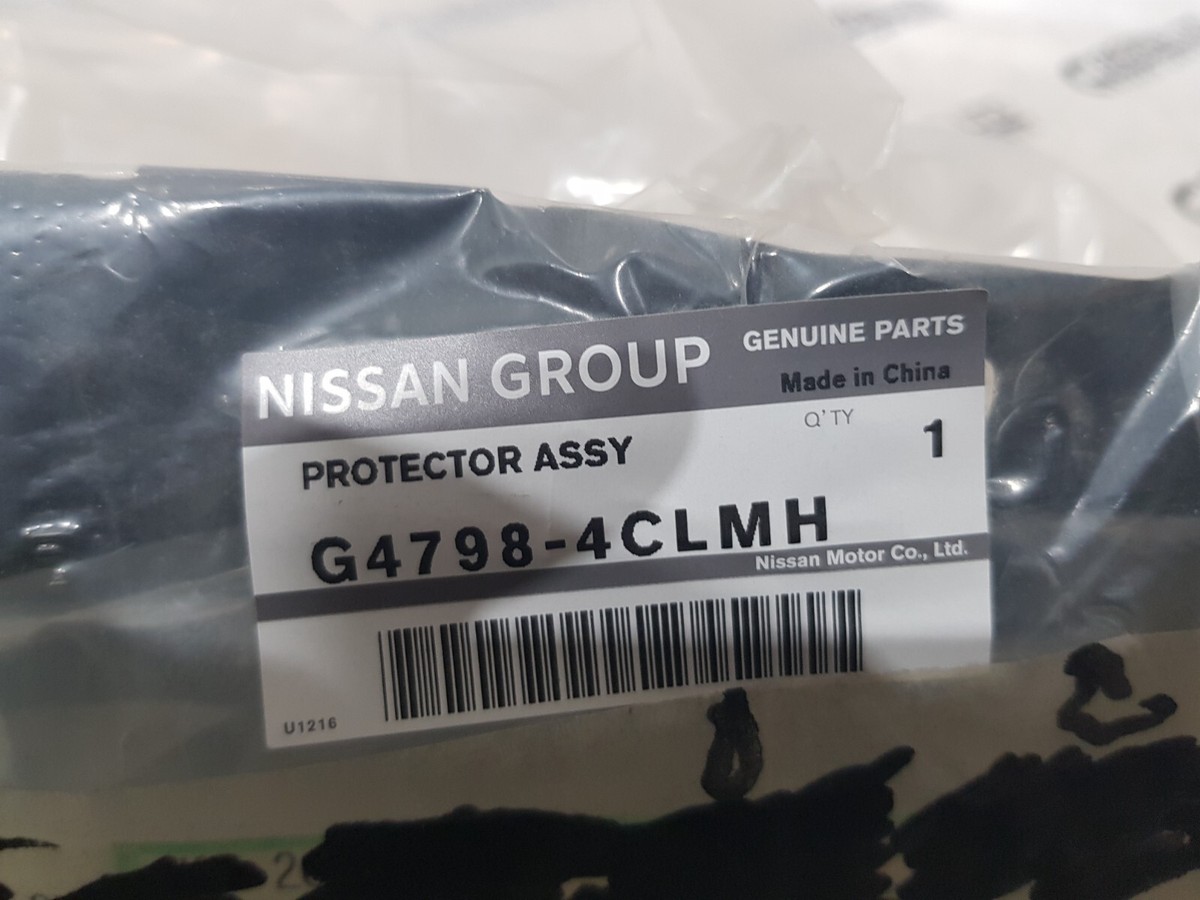 NISSAN GROUP
GENUINE PARTS
Made in China
PROTECTOR ASSY
Q'TY
1
G4798-4CLMH
Nissan Motor Co., Ltd.
U1216